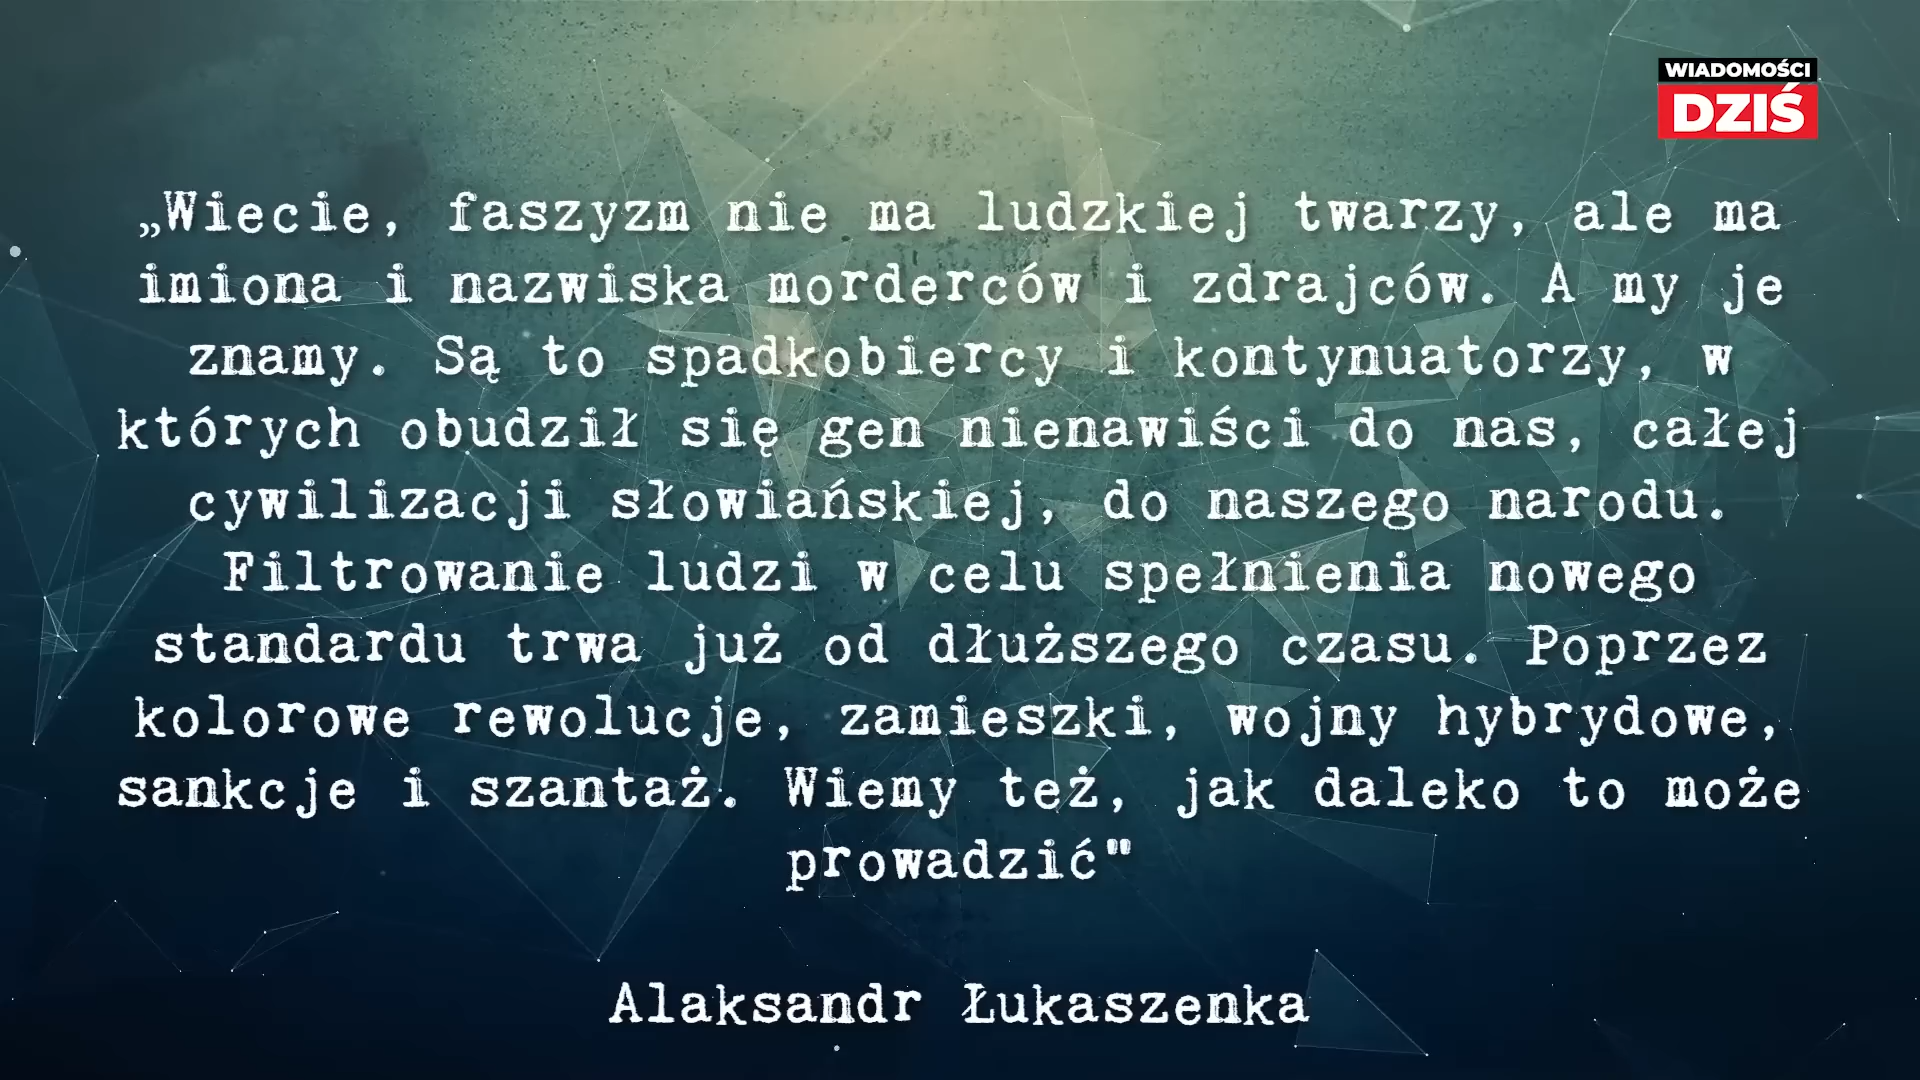 WIADOMOŚCI
DZIŚ
„Wiecie, faszyzm nie ma ludzkiej twarzy, ale ma
imiona i nazwiska morderców i zdrajców. A my je
znamy. Są to spadkobiercy i kontynuatorzy, w
których obudził się gen nienawiści do nas, całej
cywilizacji słowiańskiej, do naszego narodu.
Filtrowanie ludzi w celu spełnienia nowego
standardu trwa już od dłuższego czasu. Poprzez
kolorowe rewolucje, zamieszki, wojny hybrydowe,
sankcje i szantaż. Wiemy też, jak daleko to może
prowadzić"
Alaksandr Łukaszenka